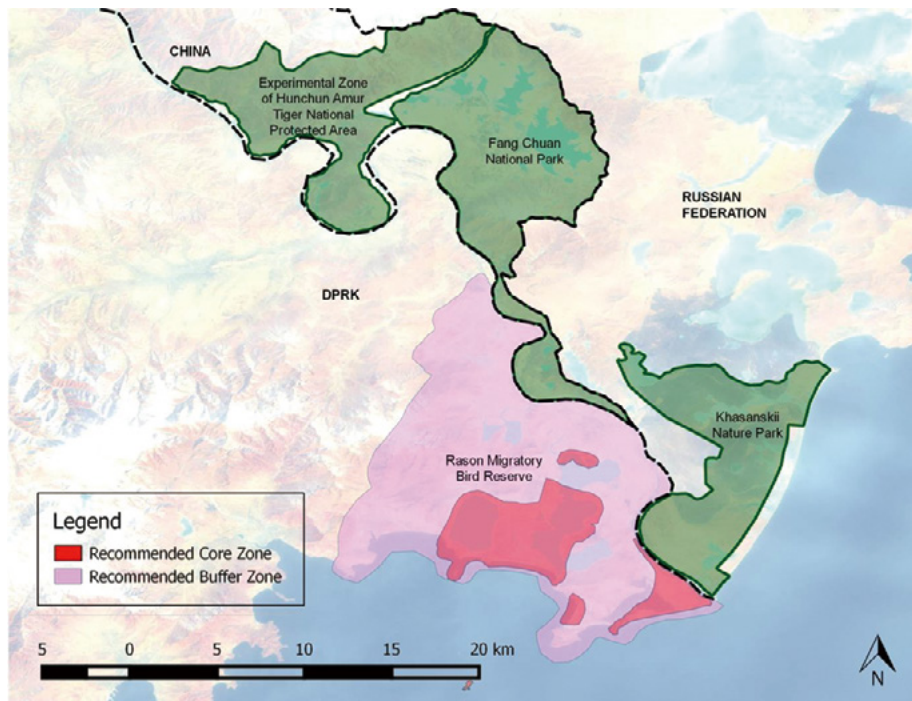 CHINA
Experimental Zone
of Hunchun Amur
Tiger National
Protected Area
Fang Chuan
National Park
RUSSIAN
FEDERATION
DPRK
Khasanskii
Nature Park
Rason Migratory
Bird Reserve
Legend
Recommended Core Zone
Recommended Buffer Zone
5 0 5 10 15 20 km
N